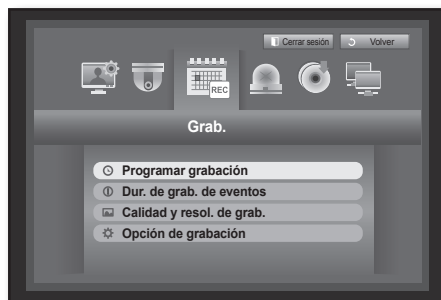 Cerrar sesión
Volver
REC
Grab.
Programar grabación
Dur. de grab. de eventos
Calidad y resol. de grab.
Opción de grabación